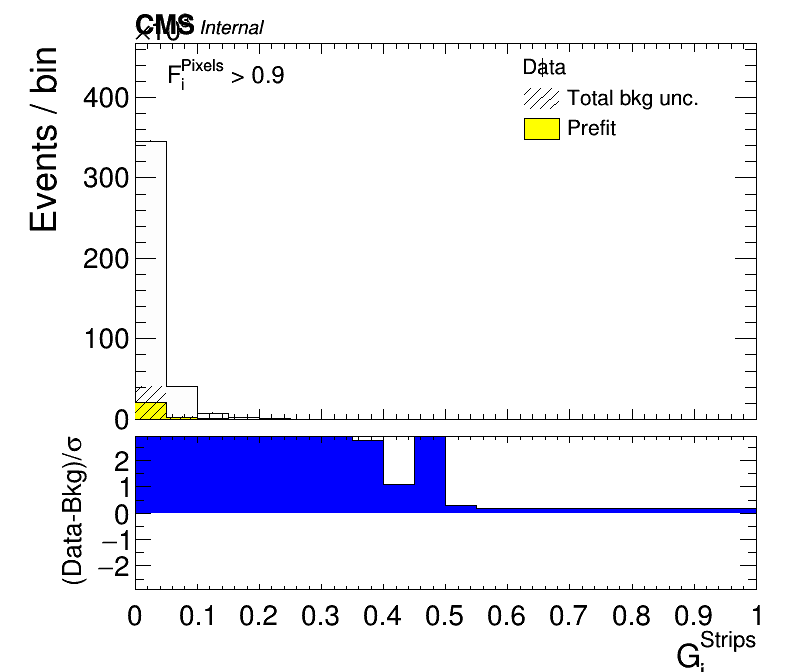 CMS Internal
F_i^Pixels > 0.9
Data
Total bkg unc.
Prefit
Events / bin
400
300
200
100
0
(Data-Bkg)/σ
2
1
0
−1
−2
0 0.1 0.2 0.3 0.4 0.5 0.6 0.7 0.8 0.9 1
G_i^Strips